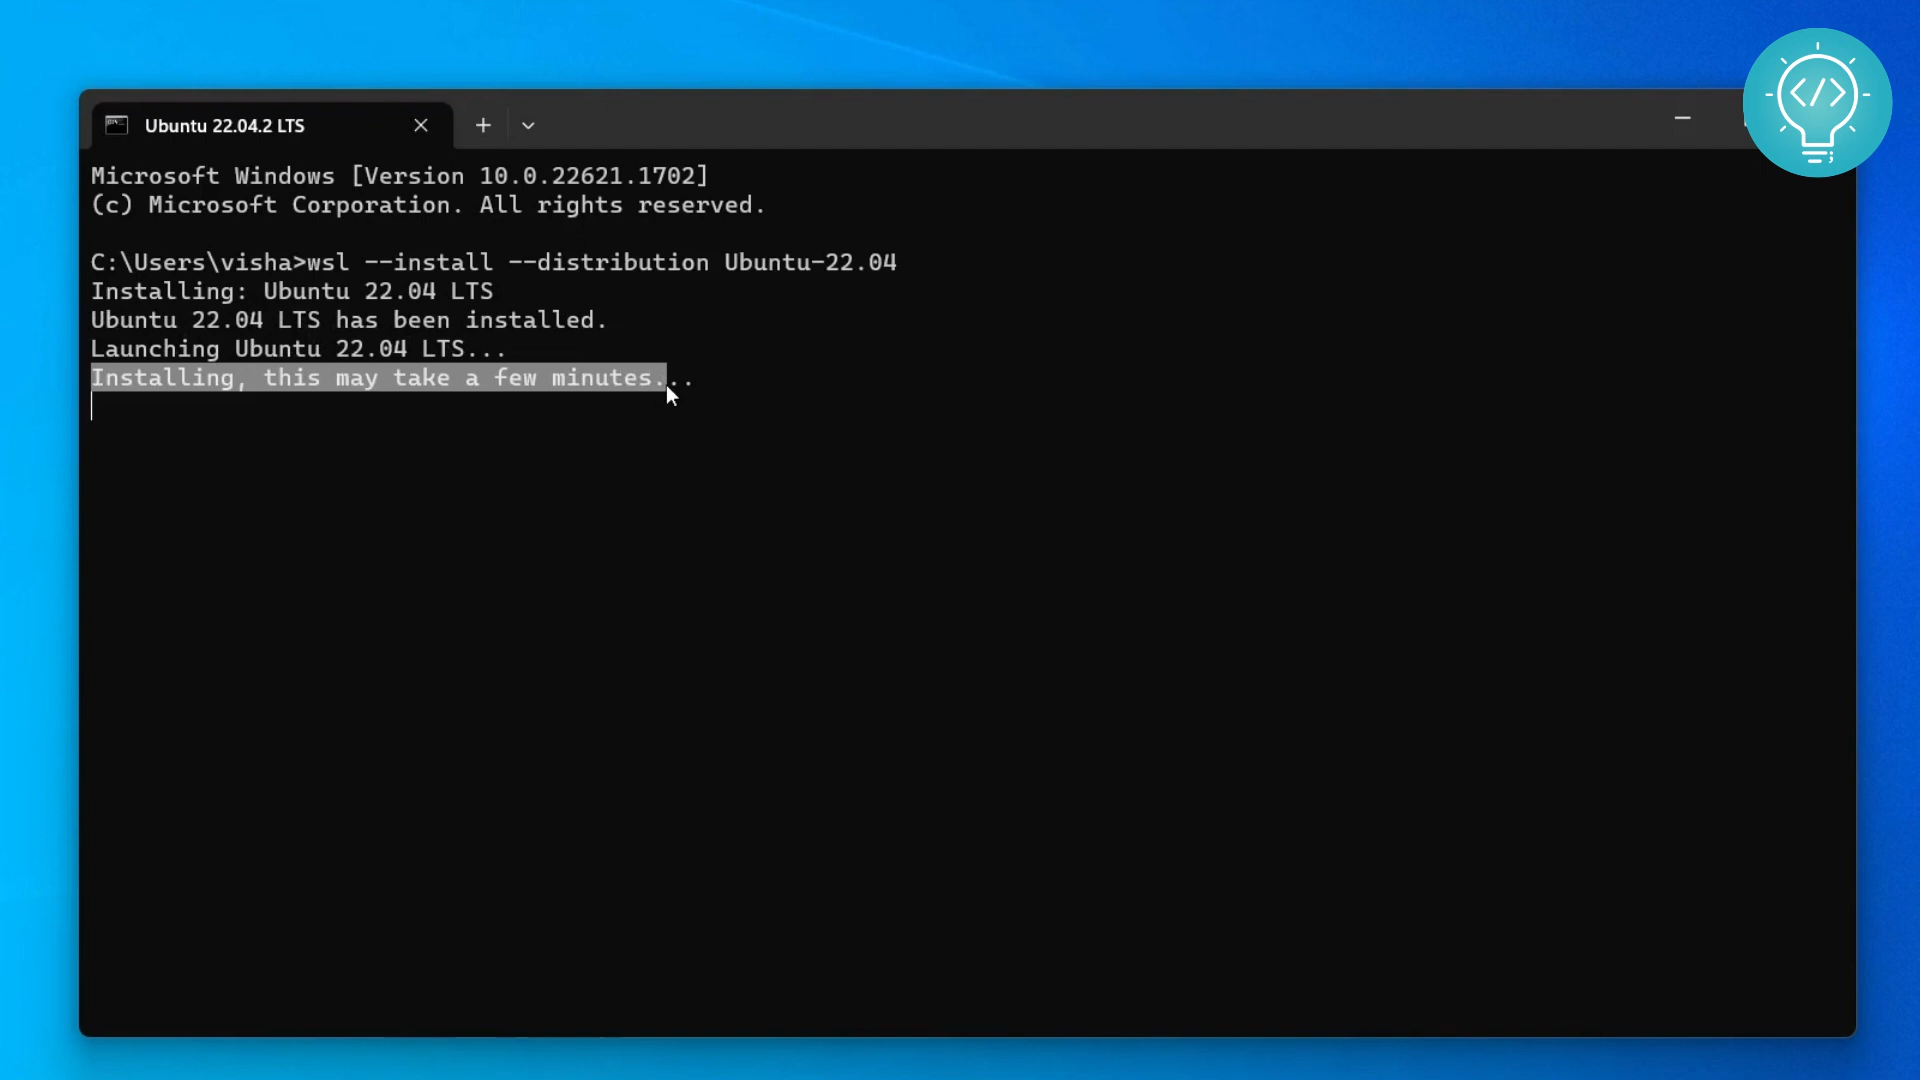 Ubuntu 22.04.2 LTS
Microsoft Windows [Version 10.0.22621.1702]
(c) Microsoft Corporation. All rights reserved.
C:\Users\visha>wsl --install --distribution Ubuntu-22.04
Installing: Ubuntu 22.04 LTS
Ubuntu 22.04 LTS has been installed.
Launching Ubuntu 22.04 LTS...
Installing, this may take a few minutes...